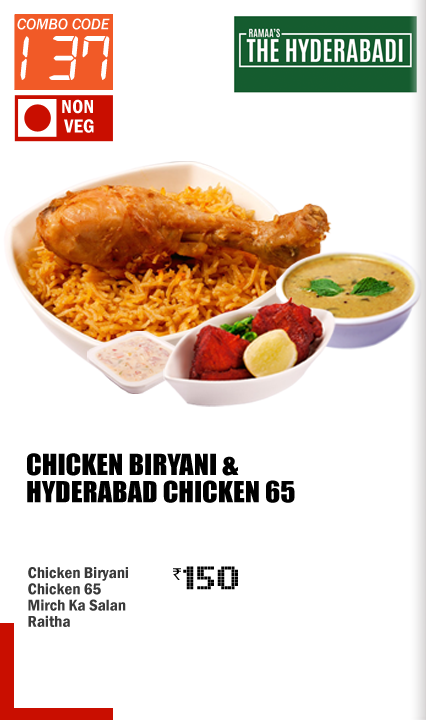 COMBO CODE
137
NON
VEG
RAMAA'S
THE HYDERABADI
CHICKEN BIRYANI &
HYDERABAD CHICKEN 65
Chicken Biryani
Chicken 65
Mirch Ka Salan
Raitha
₹150